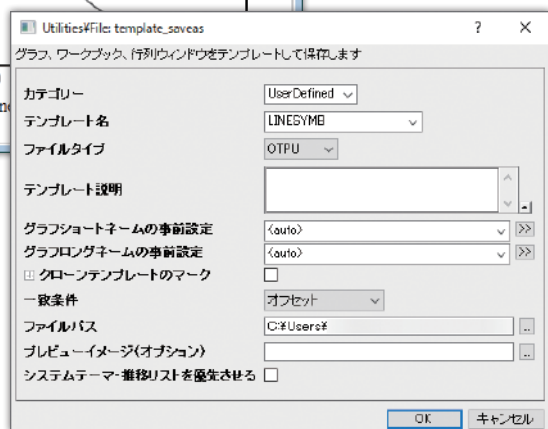 Utilities¥File: template_saveas
グラフ、ワークブック、行列ウィンドウをテンプレートして保存します
カテゴリー UserDefined
テンプレート名 LINESYMB
ファイルタイプ OTPU
テンプレート説明
グラフショートネームの事前設定 <auto> >>
グラフロングネームの事前設定 <auto> >>
クローンテンプレートのマーク
一致条件 オフセット
ファイルパス C:¥Users¥ ..
プレビューイメージ(オプション) ..
システムテーマ-推移リストを優先させる
OK キャンセル